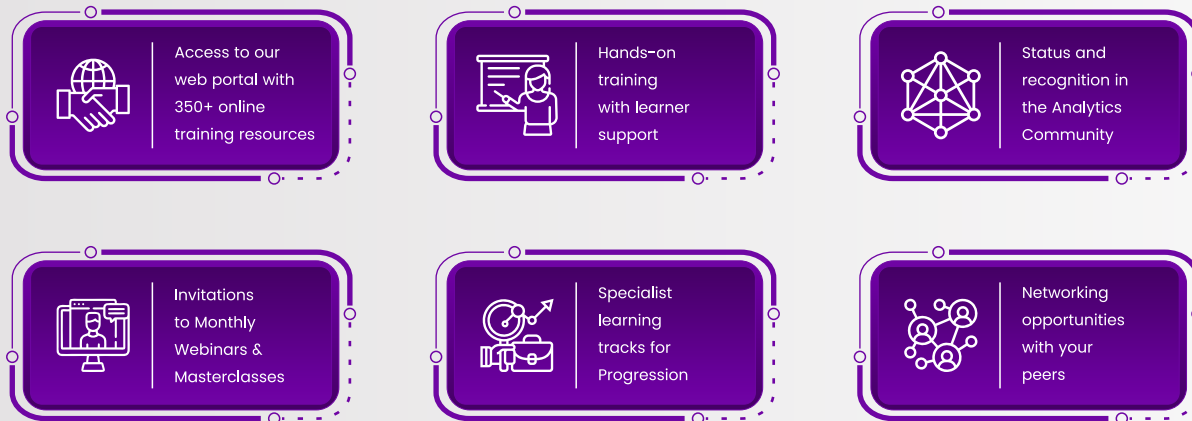 Access to our
web portal with
350+ online
training resources
Hands-on
training
with learner
support
Status and
recognition in
the Analytics
Community
Invitations
to Monthly
Webinars &
Masterclasses
Specialist
learning
tracks for
Progression
Networking
opportunities
with your
peers